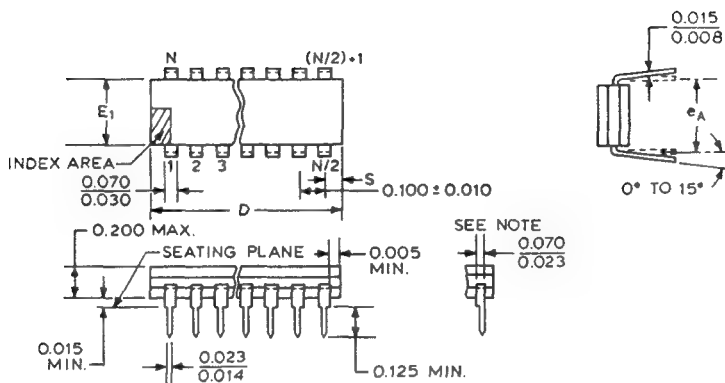 N (N/2)+1
0.015
0.008
E1
eA
INDEX AREA
1 2 3 N/2
S
0.070
0.030
0.100 ± 0.010
0° TO 15°
D
0.200 MAX.
SEE NOTE
SEATING PLANE
0.005
MIN.
0.070
0.023
0.015
MIN.
0.023
0.014
0.125 MIN.